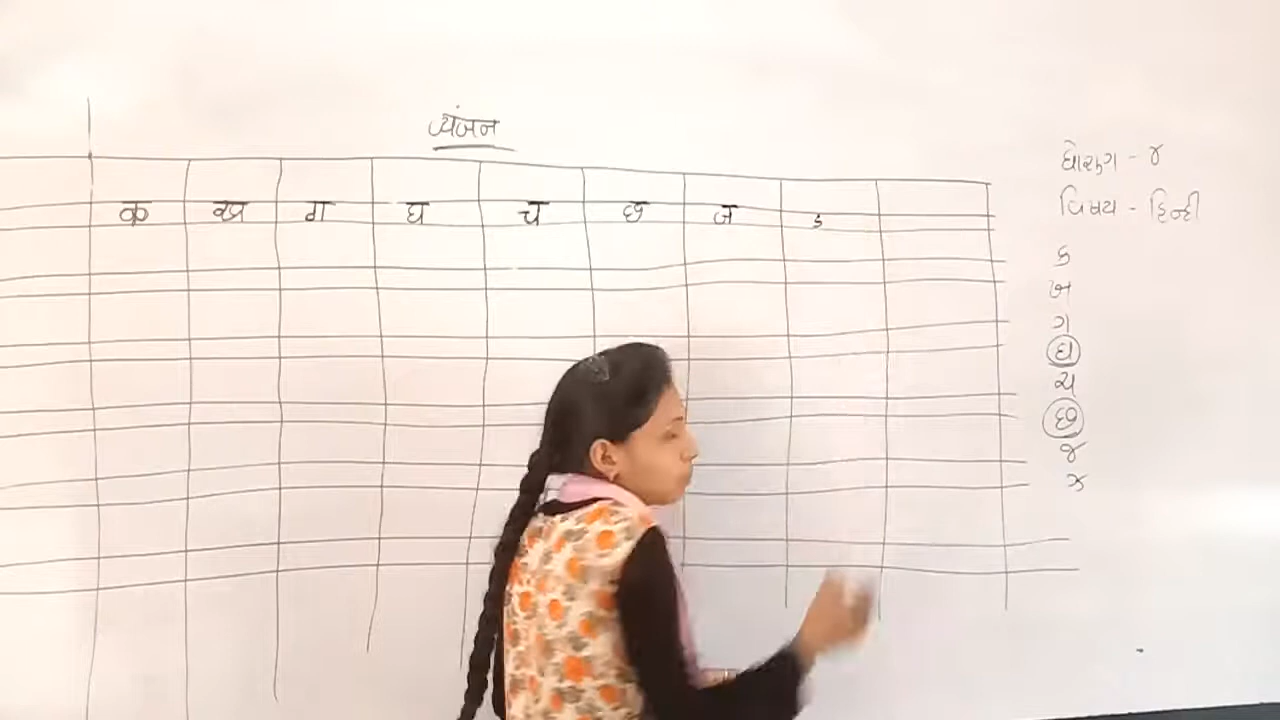 व्यंजन
क ख ग घ च छ ज ड
ધોરણ - ૪
વિષય - હિન્દી
ક
ખ
ગ
ઘ
ચ
છ
જ
ઝ